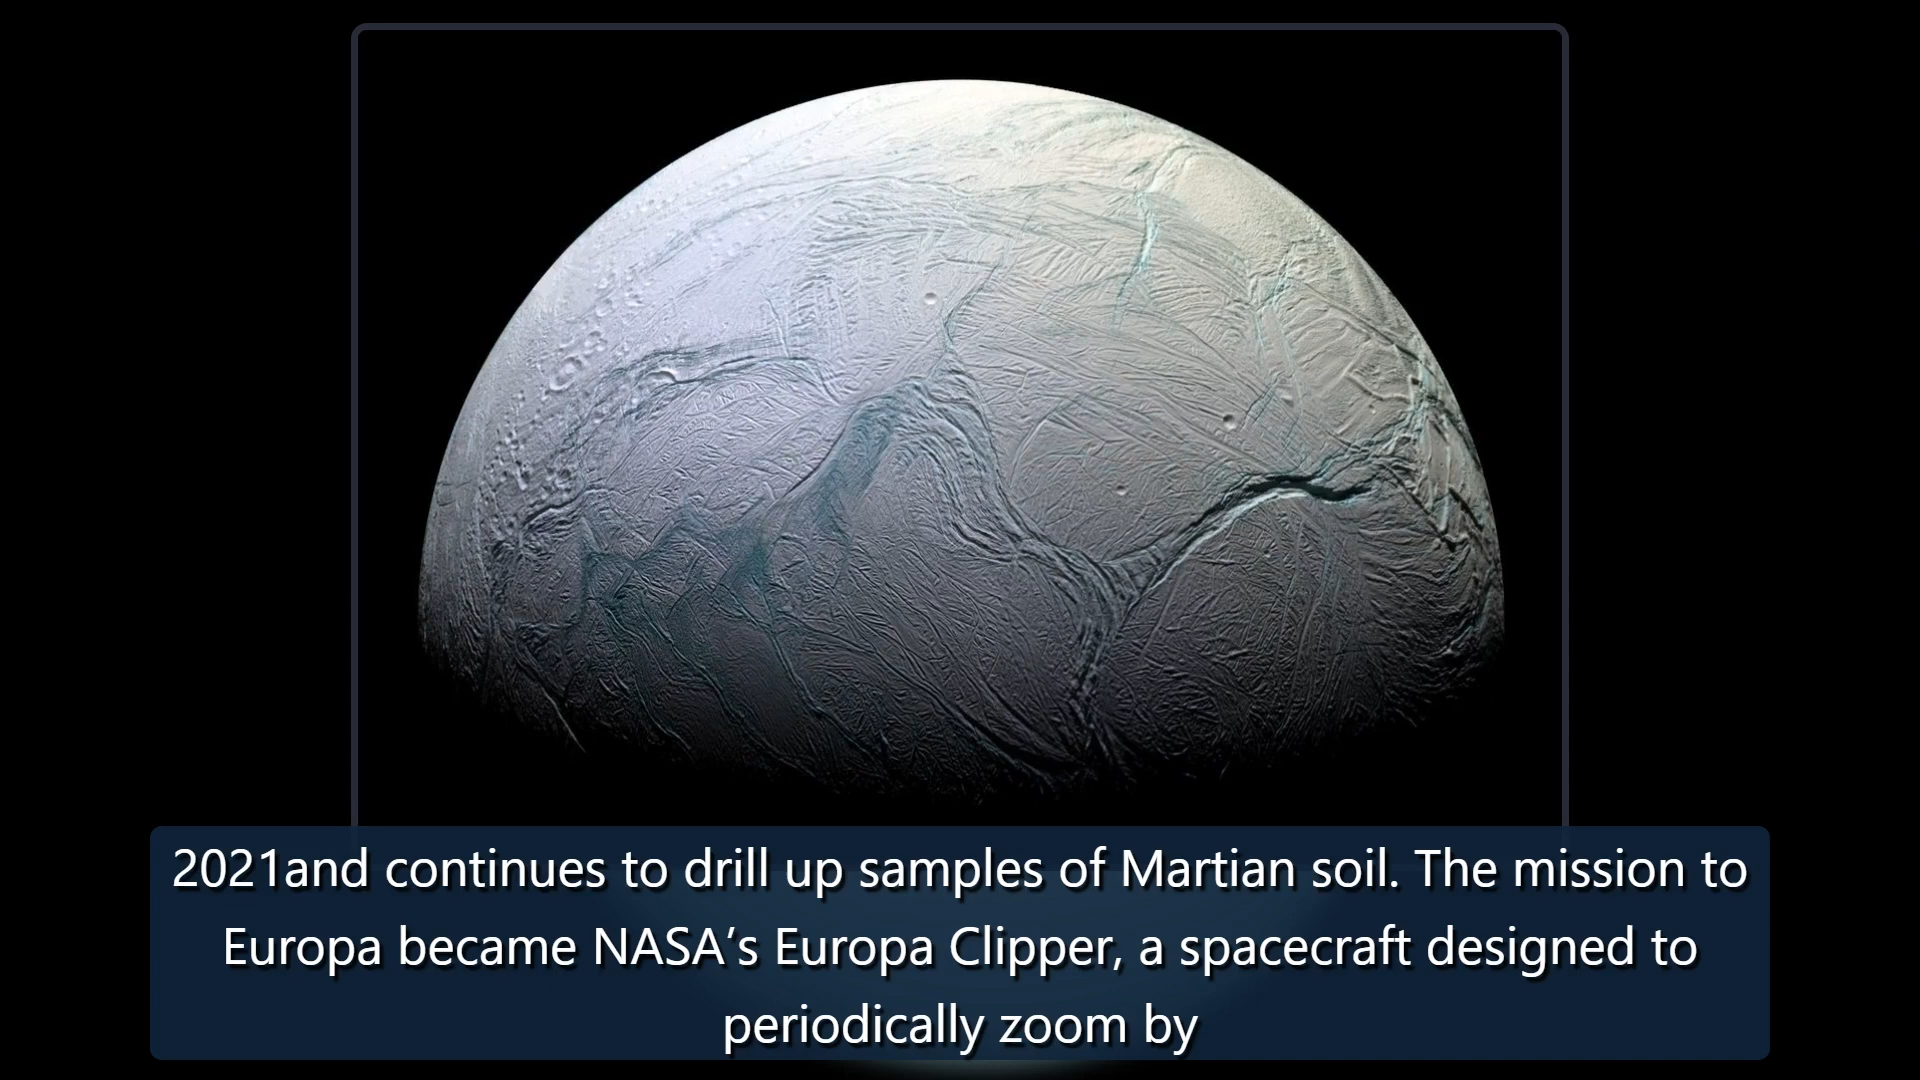 2021and continues to drill up samples of Martian soil. The mission to
Europa became NASA’s Europa Clipper, a spacecraft designed to
periodically zoom by